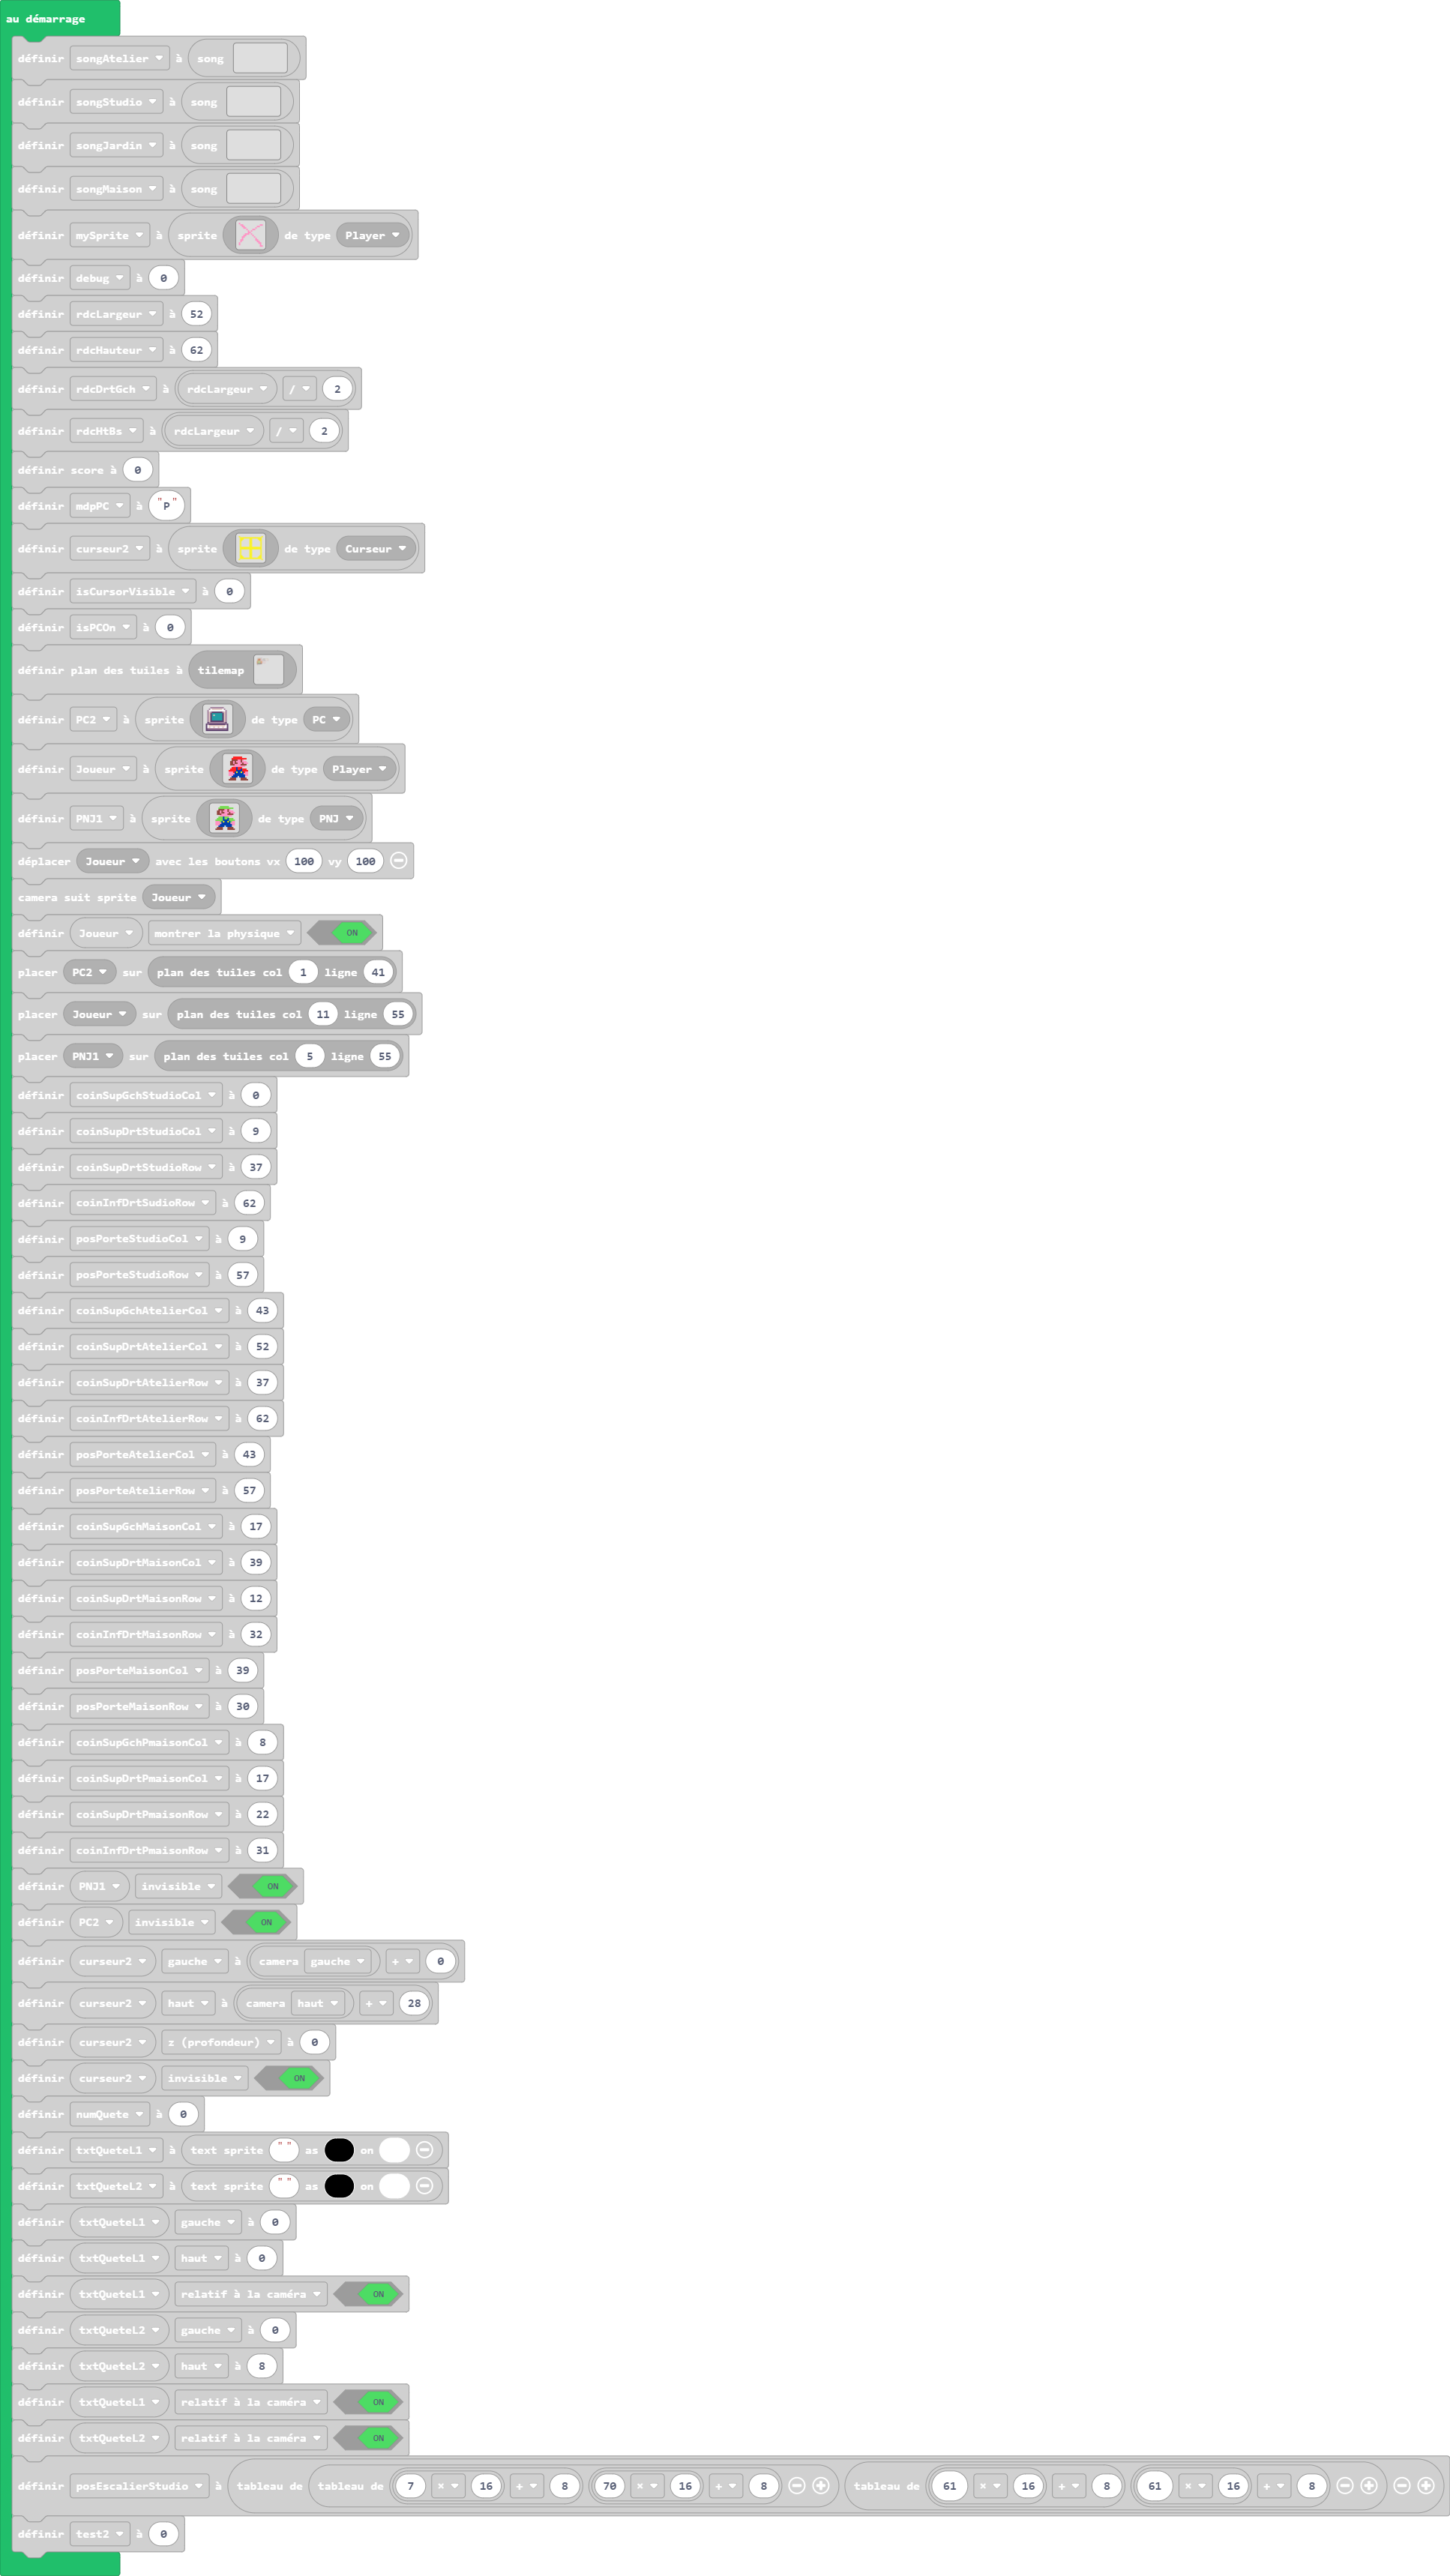 au démarrage
définir songAtelier à song
définir songStudio à song
définir songJardin à song
définir songMaison à song
définir mySprite à sprite de type Player
définir debug à 0
définir rdcLargeur à 52
définir rdcHauteur à 62
définir rdcDrtGch à rdcLargeur / 2
définir rdcHtBs à rdcLargeur / 2
définir score à 0
définir mdpPC à "P"
définir curseur2 à sprite de type Curseur
définir isCursorVisible à 0
définir isPCOn à 0
définir plan des tuiles à tilemap
définir PC2 à sprite de type PC
définir Joueur à sprite de type Player
définir PNJ1 à sprite de type PNJ
déplacer Joueur avec les boutons vx 100 vy 100
camera suit sprite Joueur
définir Joueur montrer la physique ON
placer PC2 sur plan des tuiles col 1 ligne 41
placer Joueur sur plan des tuiles col 11 ligne 55
placer PNJ1 sur plan des tuiles col 5 ligne 55
définir coinSupGchStudioCol à 0
définir coinSupDrtStudioCol à 9
définir coinSupDrtStudioRow à 37
définir coinInfDrtSudioRow à 62
définir posPorteStudioCol à 9
définir posPorteStudioRow à 57
définir coinSupGchAtelierCol à 43
définir coinSupDrtAtelierCol à 52
définir coinSupDrtAtelierRow à 37
définir coinInfDrtAtelierRow à 62
définir posPorteAtelierCol à 43
définir posPorteAtelierRow à 57
définir coinSupGchMaisonCol à 17
définir coinSupDrtMaisonCol à 39
définir coinSupDrtMaisonRow à 12
définir coinInfDrtMaisonRow à 32
définir posPorteMaisonCol à 39
définir posPorteMaisonRow à 30
définir coinSupGchPmaisonCol à 8
définir coinSupDrtPmaisonCol à 17
définir coinSupDrtPmaisonRow à 22
définir coinInfDrtPmaisonRow à 31
définir PNJ1 invisible ON
définir PC2 invisible ON
définir curseur2 gauche à camera gauche + 0
définir curseur2 haut à camera haut + 28
définir curseur2 z (profondeur) à 0
définir curseur2 invisible ON
définir numQuete à 0
définir txtQueteL1 à text sprite "" as on
définir txtQueteL2 à text sprite "" as on
définir txtQueteL1 gauche à 0
définir txtQueteL1 haut à 0
définir txtQueteL1 relatif à la caméra ON
définir txtQueteL2 gauche à 0
définir txtQueteL2 haut à 8
définir txtQueteL1 relatif à la caméra ON
définir txtQueteL2 relatif à la caméra ON
définir posEscalierStudio à tableau de tableau de 7 × 16 + 8 70 × 16 + 8 tableau de 61 × 16 + 8 61 × 16 + 8
définir test2 à 0